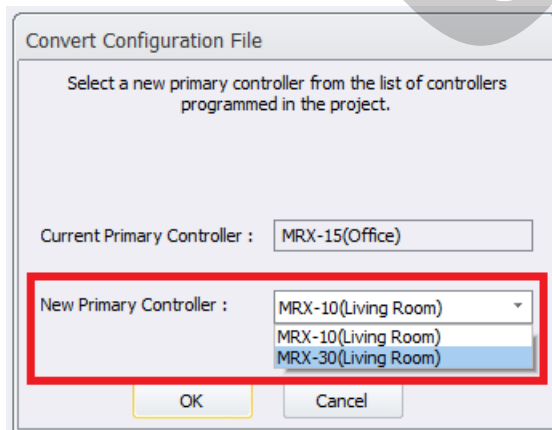 Convert Configuration File
Select a new primary controller from the list of controllers
programmed in the project.
Current Primary Controller : MRX-15(Office)
New Primary Controller : MRX-10(Living Room)
MRX-10(Living Room)
MRX-30(Living Room)
OK Cancel